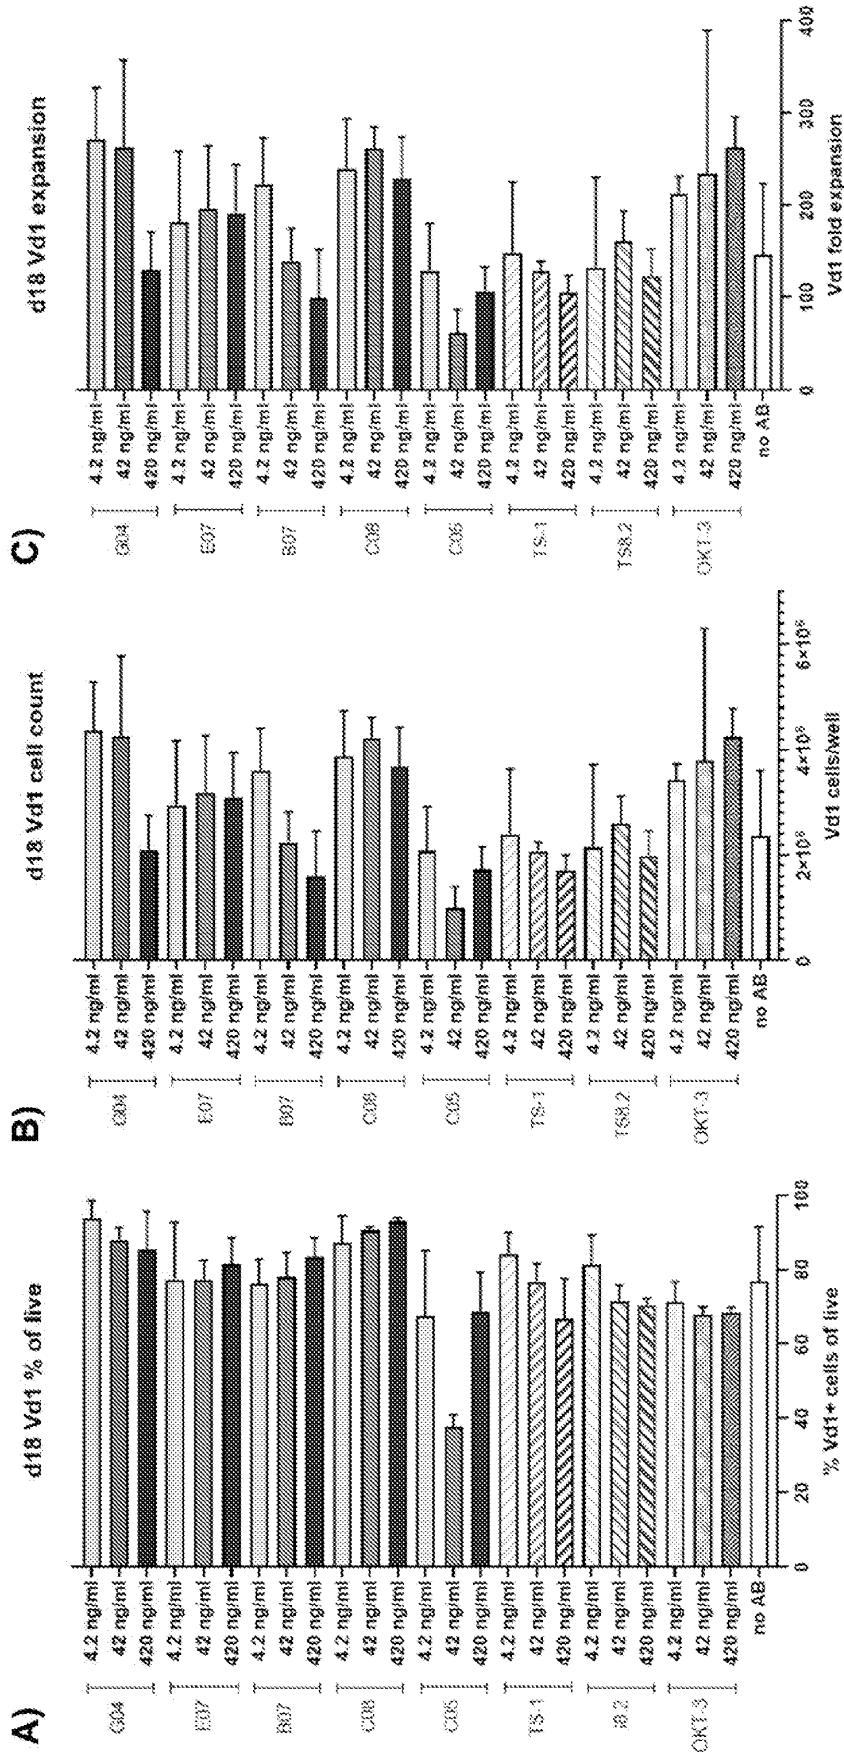 A)
d18 Vd1 % of live
G04
4.2 ng/ml
42 ng/ml
420 ng/ml
E07
4.2 ng/ml
42 ng/ml
420 ng/ml
B07
4.2 ng/ml
42 ng/ml
420 ng/ml
C08
4.2 ng/ml
42 ng/ml
420 ng/ml
C05
4.2 ng/ml
42 ng/ml
420 ng/ml
TS-1
4.2 ng/ml
42 ng/ml
420 ng/ml
4.2 ng/ml
42 ng/ml
420 ng/ml
OKT-3
4.2 ng/ml
42 ng/ml
420 ng/ml
no AB
0 20 40 60 80 100
% Vd1+ cells of live
B)
d18 Vd1 cell count
G04
4.2 ng/ml
42 ng/ml
420 ng/ml
E07
4.2 ng/ml
42 ng/ml
420 ng/ml
B07
4.2 ng/ml
42 ng/ml
420 ng/ml
C08
4.2 ng/ml
42 ng/ml
420 ng/ml
C05
4.2 ng/ml
42 ng/ml
420 ng/ml
TS-1
4.2 ng/ml
42 ng/ml
420 ng/ml
TS8.2
4.2 ng/ml
42 ng/ml
420 ng/ml
OKT-3
4.2 ng/ml
42 ng/ml
420 ng/ml
no AB
0 2×10⁶ 4×10⁶ 6×10⁶
Vd1 cells/well
C)
d18 Vd1 expansion
G04
4.2 ng/ml
42 ng/ml
420 ng/ml
E07
4.2 ng/ml
42 ng/ml
420 ng/ml
B07
4.2 ng/ml
42 ng/ml
420 ng/ml
C08
4.2 ng/ml
42 ng/ml
420 ng/ml
C05
4.2 ng/ml
42 ng/ml
420 ng/ml
TS-1
4.2 ng/ml
42 ng/ml
420 ng/ml
TS8.2
4.2 ng/ml
42 ng/ml
420 ng/ml
OKT-3
4.2 ng/ml
42 ng/ml
420 ng/ml
no AB
0 100 200 300 400
Vd1 fold expansion